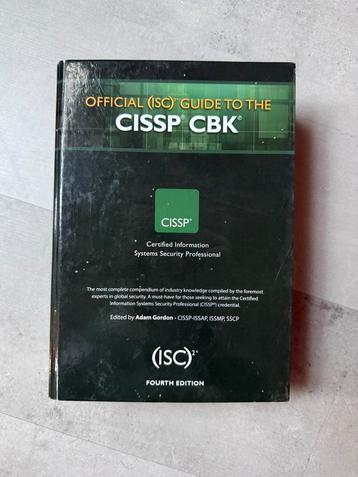 OFFICIAL (ISC)²® GUIDE TO THE
CISSP® CBK®
CISSP®
Certified Information
Systems Security Professional
The most complete compendium of industry knowledge compiled by the foremost
experts in global security. A must-have for those seeking to attain the Certified
Information Systems Security Professional (CISSP®) credential.
Edited by Adam Gordon - CISSP-ISSAP, ISSMP, SSCP
(ISC)²®
FOURTH EDITION